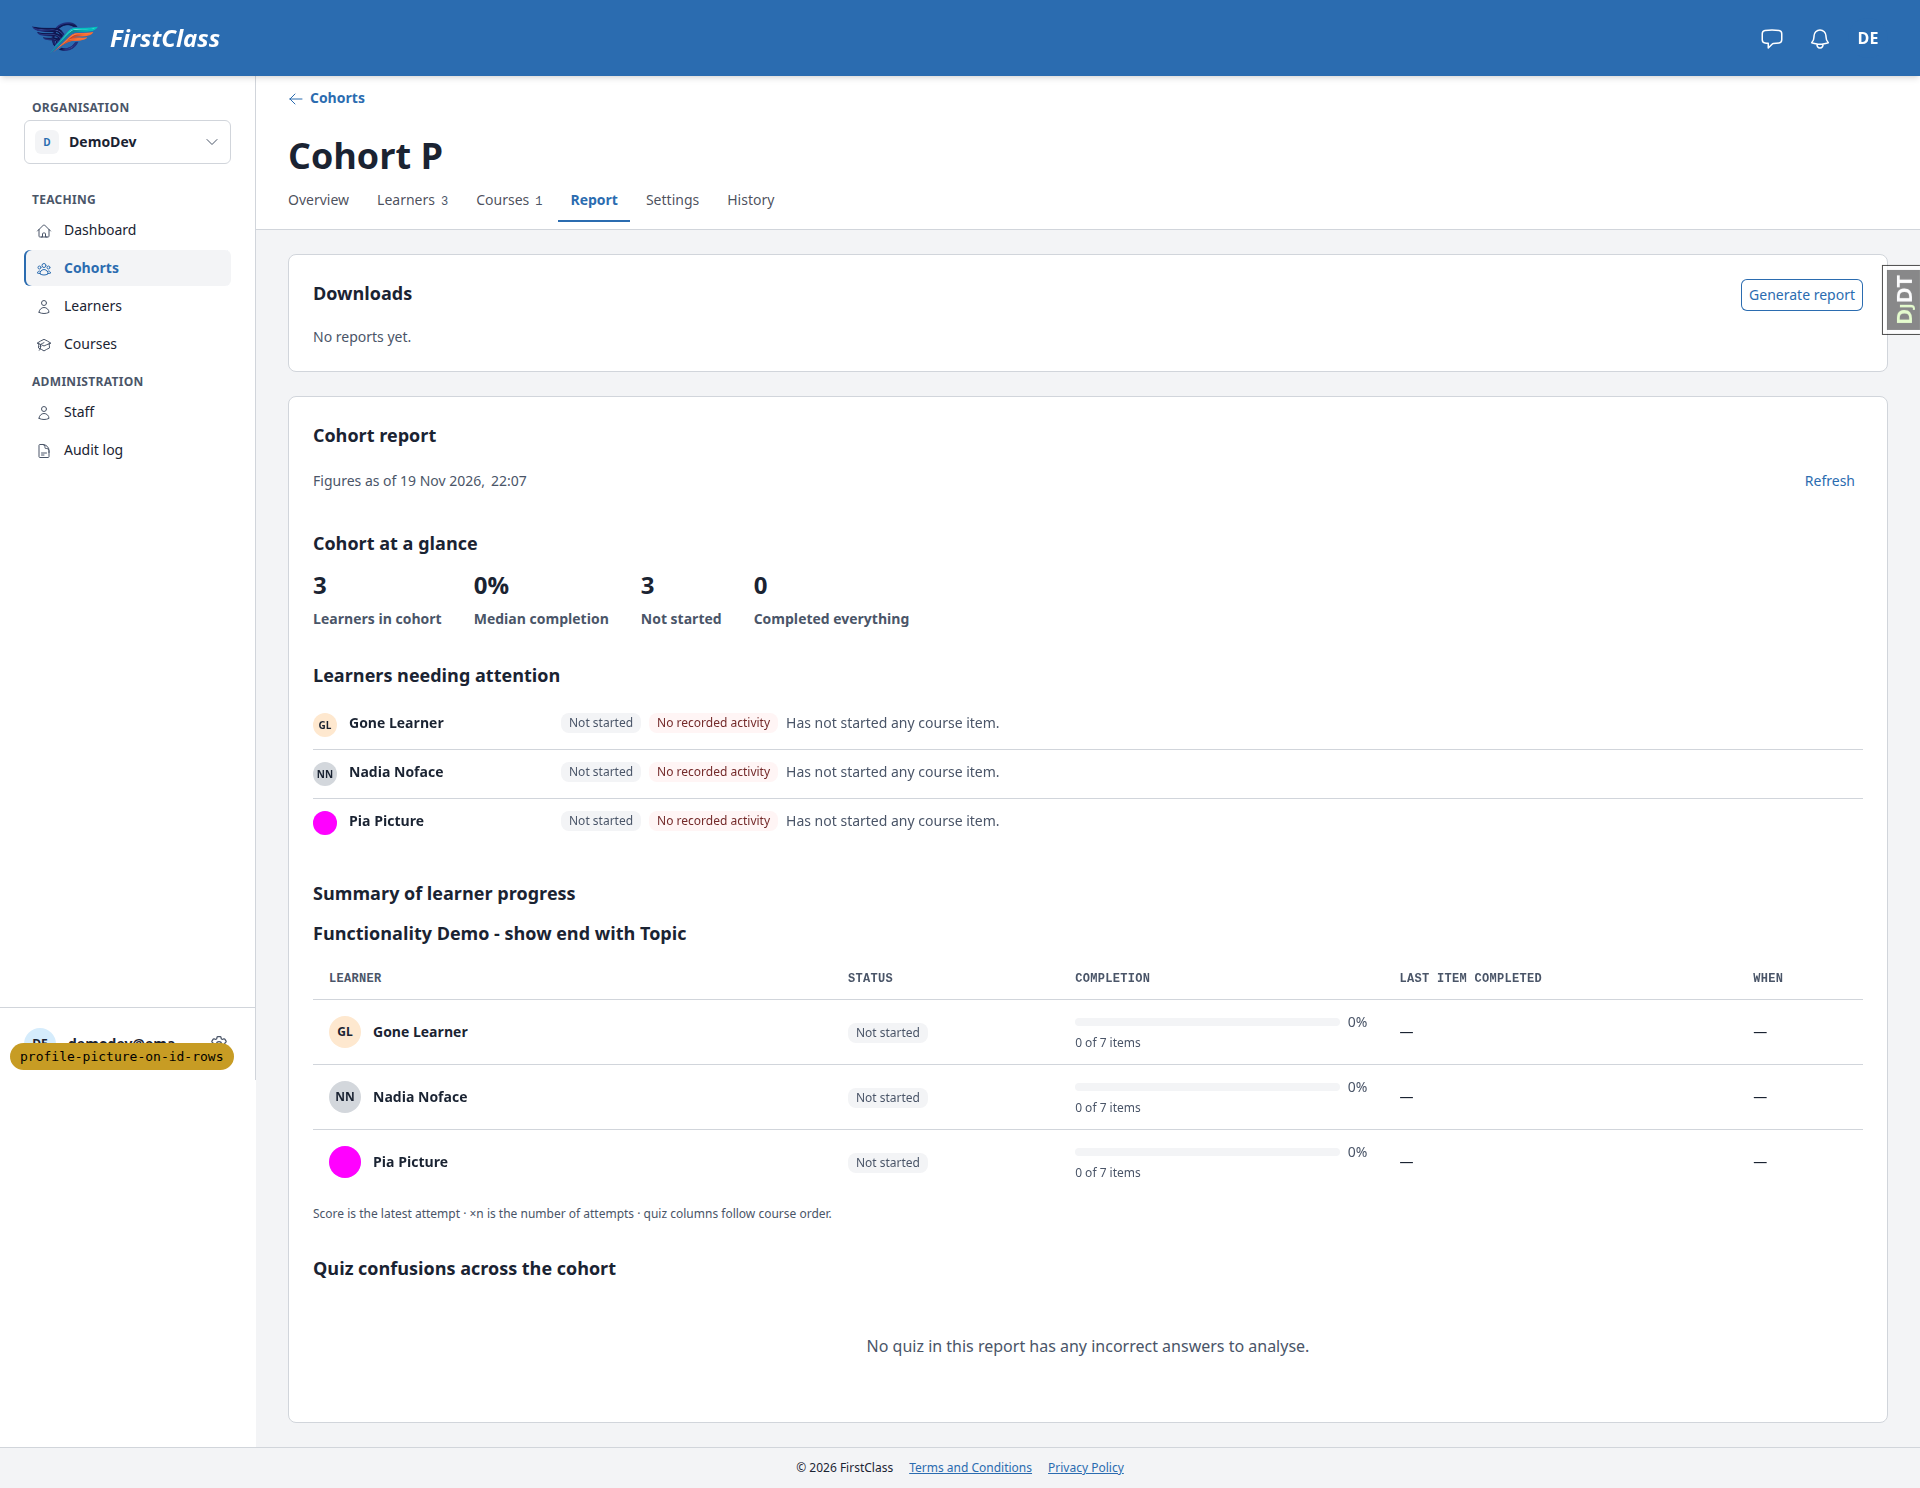 FirstClass
DE
ORGANISATION
D DemoDev
TEACHING
Dashboard
Cohorts
Learners
Courses
ADMINISTRATION
Staff
Audit log
profile-picture-on-id-rows
← Cohorts
Cohort P
Overview Learners 3 Courses 1 Report Settings History
Downloads
Generate report
No reports yet.
DjDT
Cohort report
Figures as of 19 Nov 2026, 22:07
Refresh
Cohort at a glance
3 0% 3 0
Learners in cohort Median completion Not started Completed everything
Learners needing attention
GL Gone Learner Not started No recorded activity Has not started any course item.
NN Nadia Noface Not started No recorded activity Has not started any course item.
Pia Picture Not started No recorded activity Has not started any course item.
Summary of learner progress
Functionality Demo - show end with Topic
LEARNER STATUS COMPLETION LAST ITEM COMPLETED WHEN
GL Gone Learner Not started 0% — —
0 of 7 items
NN Nadia Noface Not started 0% — —
0 of 7 items
Pia Picture Not started 0% — —
0 of 7 items
Score is the latest attempt · ×n is the number of attempts · quiz columns follow course order.
Quiz confusions across the cohort
No quiz in this report has any incorrect answers to analyse.
© 2026 FirstClass Terms and Conditions Privacy Policy